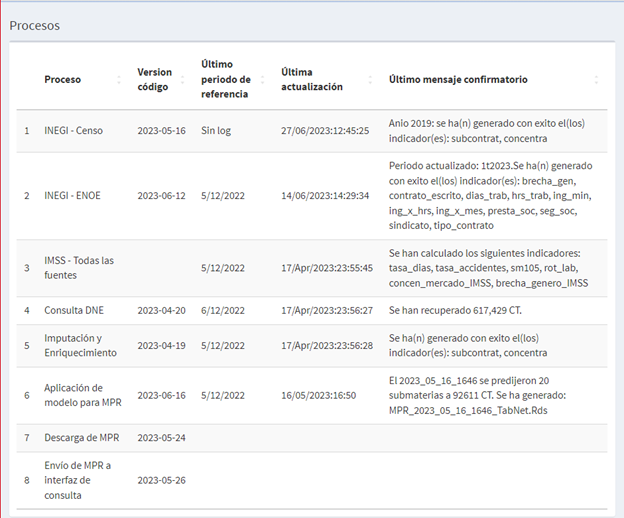 Procesos
Proceso
Version código
Último periodo de referencia
Última actualización
Último mensaje confirmatorio
1 INEGI - Censo 2023-05-16 Sin log 27/06/2023:12:45:25 Anio 2019: se ha(n) generado con exito el(los)
indicador(es): subcontrat, concentra
2 INEGI - ENOE 2023-06-12 5/12/2022 14/06/2023:14:29:34 Periodo actualizado: 1t2023.Se ha(n) generado
con exito el(los) indicador(es): brecha_gen,
contrato_escrito, dias_trab, hrs_trab, ing_min,
ing_x_hrs, ing_x_mes, presta_soc, seg_soc,
sindicato, tipo_contrato
3 IMSS - Todas las fuentes 5/12/2022 17/Apr/2023:23:55:45 Se han calculado los siguientes indicadores:
tasa_dias, tasa_accidentes, sm105, rot_lab,
concen_mercado_IMSS, brecha_genero_IMSS
4 Consulta DNE 2023-04-20 6/12/2022 17/Apr/2023:23:56:27 Se han recuperado 617,429 CT.
5 Imputación y Enriquecimiento 2023-04-19 5/12/2022 17/Apr/2023:23:56:28 Se ha(n) generado con exito el(los)
indicador(es): subcontrat, concentra
6 Aplicación de modelo para MPR 2023-06-16 5/12/2022 16/05/2023:16:50 El 2023_05_16_1646 se predijeron 20
submaterias a 92611 CT. Se ha generado:
MPR_2023_05_16_1646_TabNet.Rds
7 Descarga de MPR 2023-05-24
8 Envío de MPR a interfaz de consulta 2023-05-26